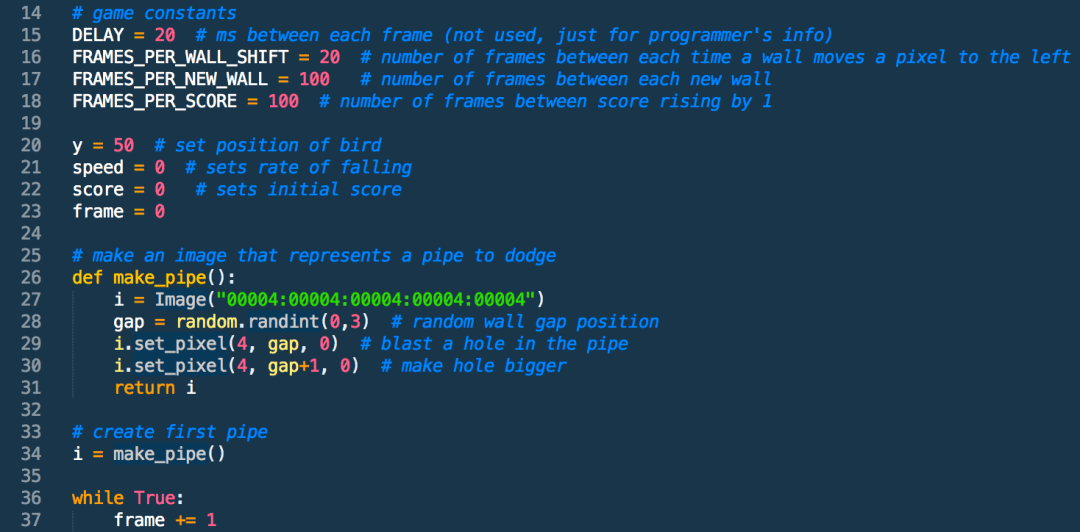 14 # game constants
15 DELAY = 20  # ms between each frame (not used, just for programmer's info)
16 FRAMES_PER_WALL_SHIFT = 20  # number of frames between each time a wall moves a pixel to the left
17 FRAMES_PER_NEW_WALL = 100   # number of frames between each new wall
18 FRAMES_PER_SCORE = 100  # number of frames between score rising by 1
19
20 y = 50  # set position of bird
21 speed = 0  # sets rate of falling
22 score = 0   # sets initial score
23 frame = 0
24
25 # make an image that represents a pipe to dodge
26 def make_pipe():
27     i = Image("00004:00004:00004:00004:00004")
28     gap = random.randint(0,3)  # random wall gap position
29     i.set_pixel(4, gap, 0)  # blast a hole in the pipe
30     i.set_pixel(4, gap+1, 0)  # make hole bigger
31     return i
32
33 # create first pipe
34 i = make_pipe()
35
36 while True:
37     frame += 1